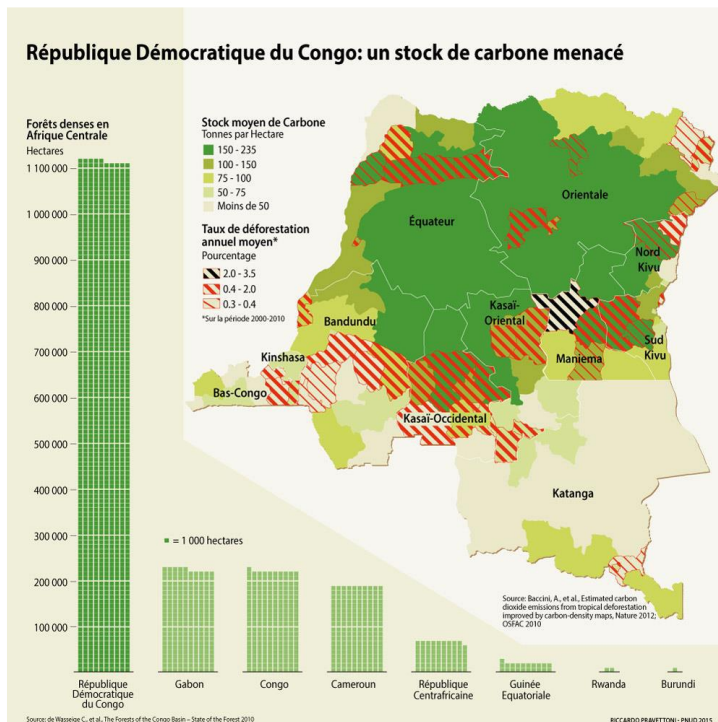 République Démocratique du Congo: un stock de carbone menacé
Forêts denses en
Afrique Centrale
Hectares
1 100 000
1 000 000
900 000
800 000
700 000
600 000
500 000
400 000
300 000
200 000
100 000
Stock moyen de Carbone
Tonnes par Hectare
150 - 235
100 - 150
75 - 100
50 - 75
Moins de 50
Taux de déforestation
annuel moyen*
Pourcentage
2.0 - 3.5
0.4 - 2.0
0.3 - 0.4
*Sur la période 2000-2010
Équateur
Orientale
Nord
Kivu
Kasaï-
Oriental
Bandundu
Maniema
Sud
Kivu
Kinshasa
Bas-Congo
Kasaï-Occidental
Katanga
= 1 000 hectares
Source: Baccini, A., et al., Estimated carbon
dioxide emissions from tropical deforestation
improved by carbon-density maps, Nature 2012;
OSFAC 2010
République
Démocratique
du Congo
Gabon
Congo
Cameroun
République
Centrafricaine
Guinée
Equatoriale
Rwanda
Burundi
Source: de Wasseige C., et al., The Forests of the Congo Basin – State of the Forest 2010
RICCARDO PRAVETTONI - PNUD 2015